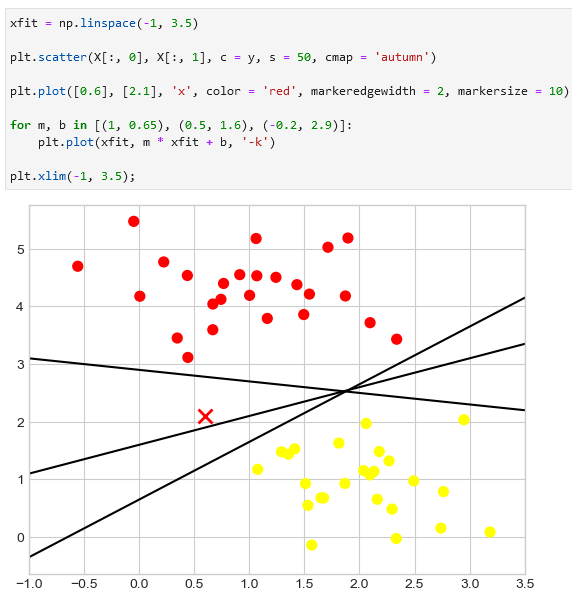 xfit = np.linspace(-1, 3.5)
plt.scatter(X[:, 0], X[:, 1], c = y, s = 50, cmap = 'autumn')
plt.plot([0.6], [2.1], 'x', color = 'red', markeredgewidth = 2, markersize = 10)
for m, b in [(1, 0.65), (0.5, 1.6), (-0.2, 2.9)]:
    plt.plot(xfit, m * xfit + b, '-k')
plt.xlim(-1, 3.5);
5
4
3
2
1
0
−1.0 −0.5 0.0 0.5 1.0 1.5 2.0 2.5 3.0 3.5